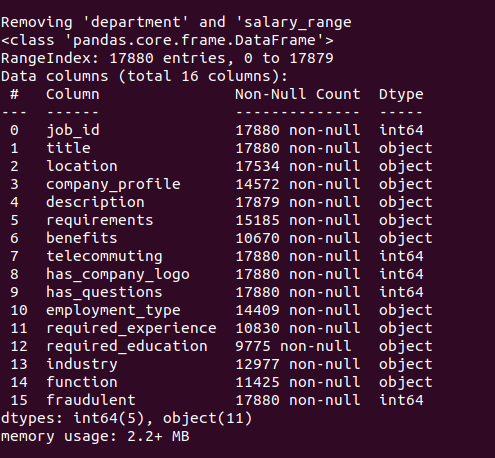 Removing 'department' and 'salary_range
<class 'pandas.core.frame.DataFrame'>
RangeIndex: 17880 entries, 0 to 17879
Data columns (total 16 columns):
 #   Column               Non-Null Count  Dtype
---  ------               --------------  -----
 0   job_id               17880 non-null  int64
 1   title                17880 non-null  object
 2   location             17534 non-null  object
 3   company_profile      14572 non-null  object
 4   description          17879 non-null  object
 5   requirements         15185 non-null  object
 6   benefits             10670 non-null  object
 7   telecommuting        17880 non-null  int64
 8   has_company_logo     17880 non-null  int64
 9   has_questions        17880 non-null  int64
 10  employment_type      14409 non-null  object
 11  required_experience  10830 non-null  object
 12  required_education   9775 non-null   object
 13  industry             12977 non-null  object
 14  function             11425 non-null  object
 15  fraudulent           17880 non-null  int64
dtypes: int64(5), object(11)
memory usage: 2.2+ MB